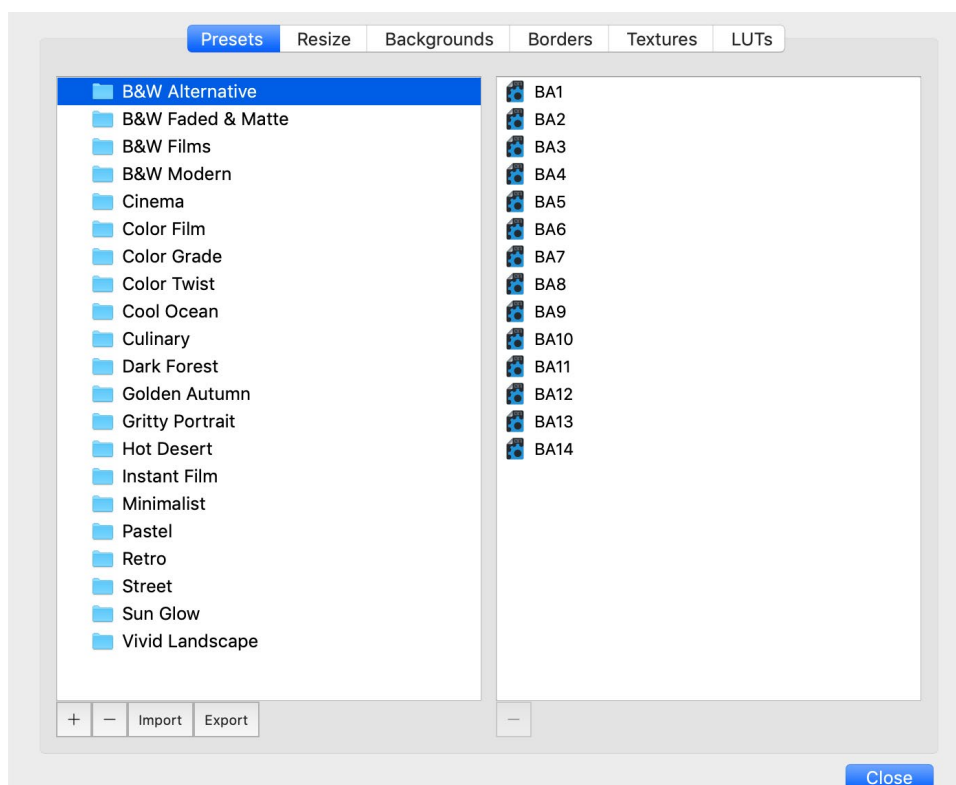 Presets Resize Backgrounds Borders Textures LUTs
B&W Alternative
B&W Faded & Matte
B&W Films
B&W Modern
Cinema
Color Film
Color Grade
Color Twist
Cool Ocean
Culinary
Dark Forest
Golden Autumn
Gritty Portrait
Hot Desert
Instant Film
Minimalist
Pastel
Retro
Street
Sun Glow
Vivid Landscape
BA1
BA2
BA3
BA4
BA5
BA6
BA7
BA8
BA9
BA10
BA11
BA12
BA13
BA14
+ − Import Export
−
Close